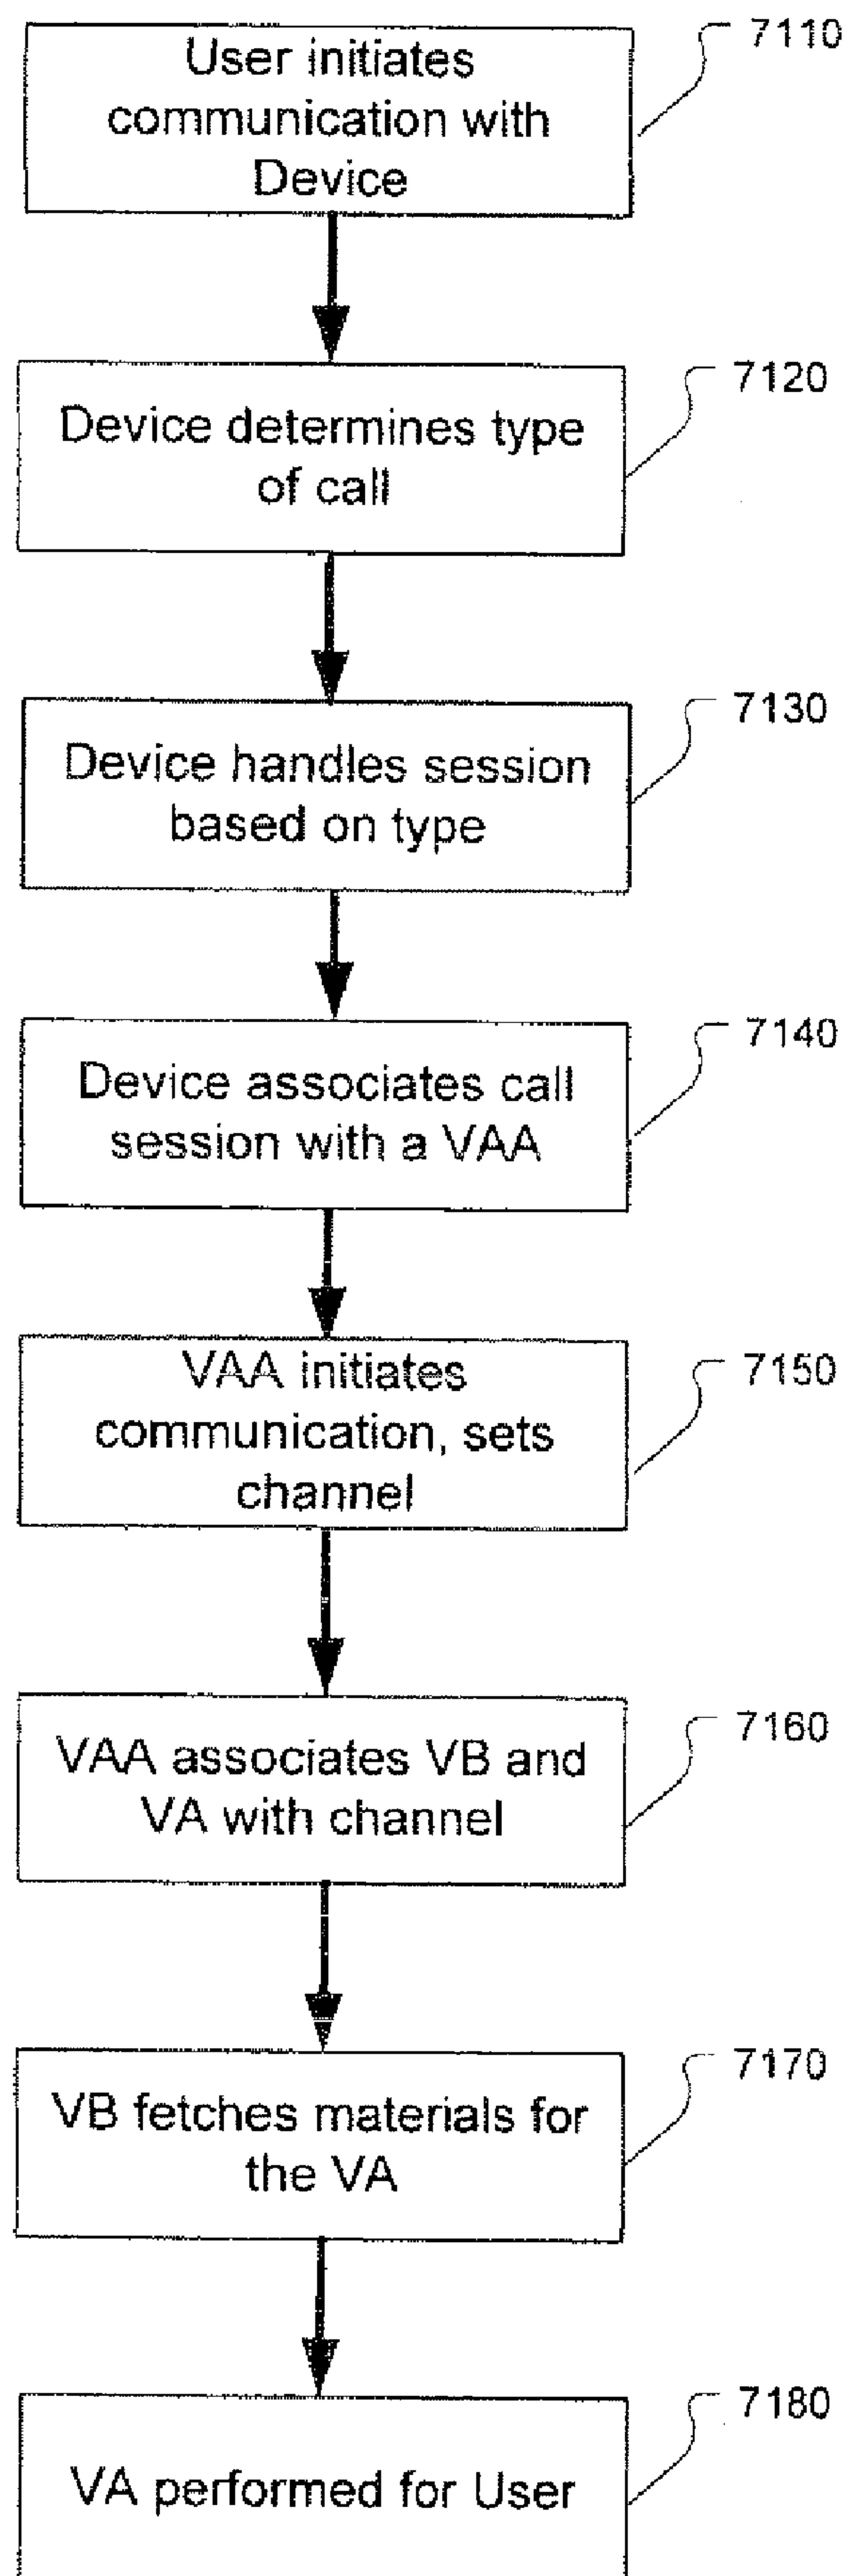 User initiates
communication with
Device
7110
Device determines type
of call
7120
Device handles session
based on type
7130
Device associates call
session with a VAA
7140
VAA initiates
communication, sets
channel
7150
VAA associates VB and
VA with channel
7160
VB fetches materials for
the VA
7170
VA performed for User
7180